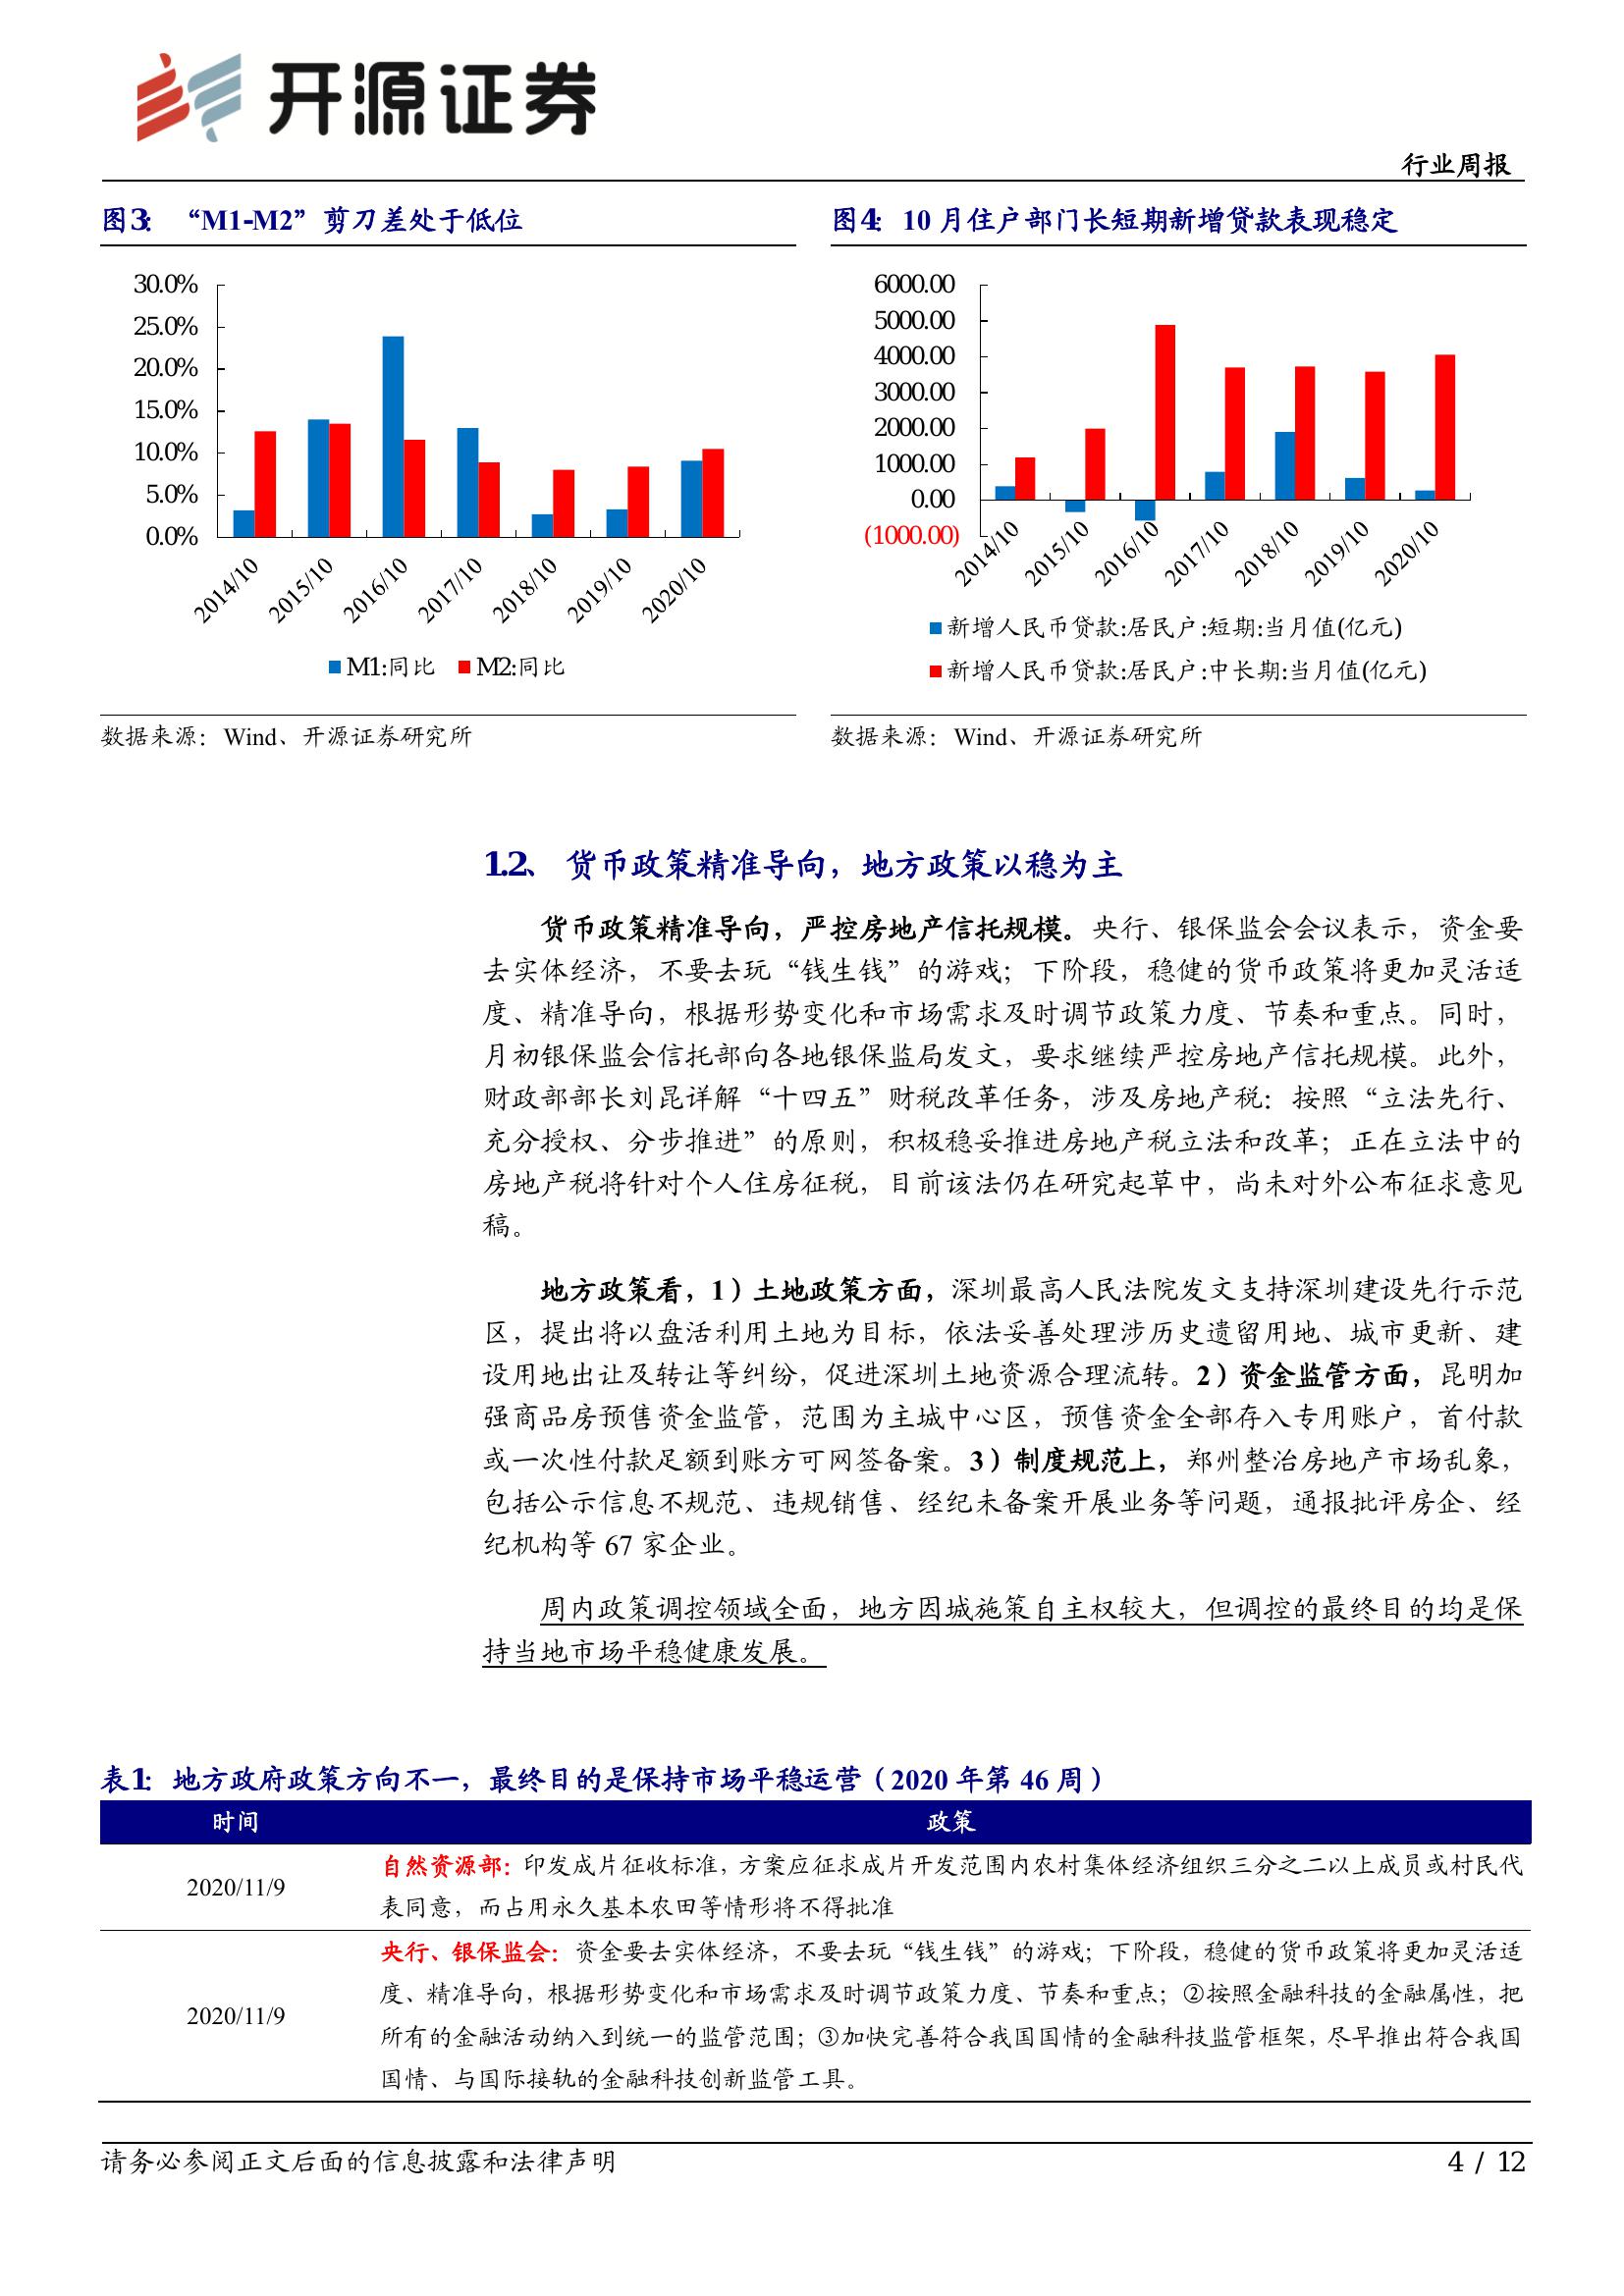 开源证券
行业周报
图3： “M1-M2”剪刀差处于低位
30.0%
25.0%
20.0%
15.0%
10.0%
5.0%
0.0%
2014/10
2015/10
2016/10
2017/10
2018/10
2019/10
2020/10
M1:同比 M2:同比
数据来源：Wind、开源证券研究所
图4：10 月住户部门长短期新增贷款表现稳定
6000.00
5000.00
4000.00
3000.00
2000.00
1000.00
0.00
(1000.00)
2014/10
2015/10
2016/10
2017/10
2018/10
2019/10
2020/10
新增人民币贷款:居民户:短期:当月值(亿元)
新增人民币贷款:居民户:中长期:当月值(亿元)
数据来源：Wind、开源证券研究所
1.2、 货币政策精准导向，地方政策以稳为主
货币政策精准导向，严控房地产信托规模。央行、银保监会会议表示，资金要
去实体经济，不要去玩“钱生钱”的游戏；下阶段，稳健的货币政策将更加灵活适
度、精准导向，根据形势变化和市场需求及时调节政策力度、节奏和重点。同时，
月初银保监会信托部向各地银保监局发文，要求继续严控房地产信托规模。此外，
财政部部长刘昆详解“十四五”财税改革任务，涉及房地产税：按照“立法先行、
充分授权、分步推进”的原则，积极稳妥推进房地产税立法和改革；正在立法中的
房地产税将针对个人住房征税，目前该法仍在研究起草中，尚未对外公布征求意见
稿。
地方政策看，1）土地政策方面，深圳最高人民法院发文支持深圳建设先行示范
区，提出将以盘活利用土地为目标，依法妥善处理涉历史遗留用地、城市更新、建
设用地出让及转让等纠纷，促进深圳土地资源合理流转。2）资金监管方面，昆明加
强商品房预售资金监管，范围为主城中心区，预售资金全部存入专用账户，首付款
或一次性付款足额到账方可网签备案。3）制度规范上，郑州整治房地产市场乱象，
包括公示信息不规范、违规销售、经纪未备案开展业务等问题，通报批评房企、经
纪机构等 67 家企业。
周内政策调控领域全面，地方因城施策自主权较大，但调控的最终目的均是保
持当地市场平稳健康发展。
表1：地方政府政策方向不一，最终目的是保持市场平稳运营（2020 年第 46 周）
时间 政策
2020/11/9
自然资源部：印发成片征收标准，方案应征求成片开发范围内农村集体经济组织三分之二以上成员或村民代
表同意，而占用永久基本农田等情形将不得批准
2020/11/9
央行、银保监会：资金要去实体经济，不要去玩“钱生钱”的游戏；下阶段，稳健的货币政策将更加灵活适
度、精准导向，根据形势变化和市场需求及时调节政策力度、节奏和重点；②按照金融科技的金融属性，把
所有的金融活动纳入到统一的监管范围；③加快完善符合我国国情的金融科技监管框架，尽早推出符合我国
国情、与国际接轨的金融科技创新监管工具。
请务必参阅正文后面的信息披露和法律声明
4 / 12